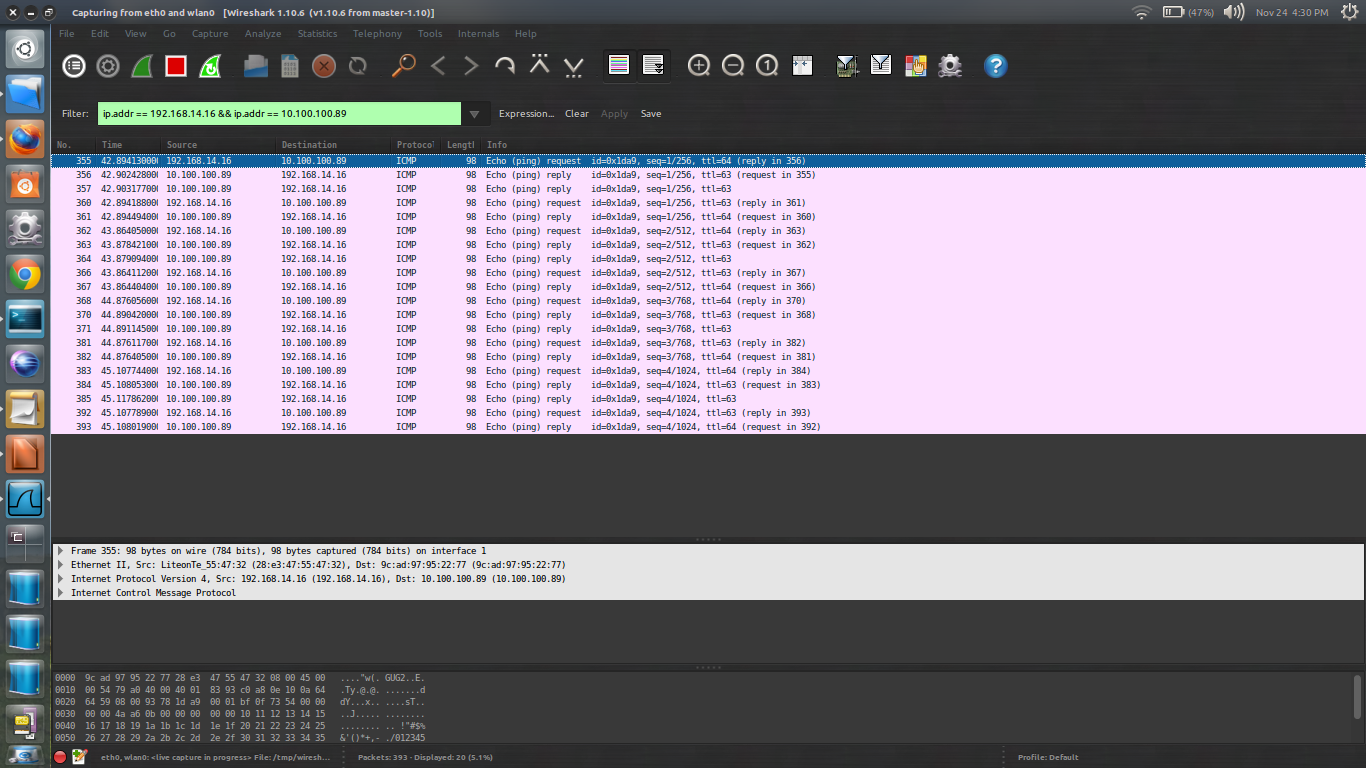 Capturing from eth0 and wlan0   [Wireshark 1.10.6  (v1.10.6 from master-1.10)]
(47%) Nov 24 4:30 PM
File Edit View Go Capture Analyze Statistics Telephony Tools Internals Help
Filter: ip.addr == 192.168.14.16 && ip.addr == 10.100.100.89 Expression... Clear Apply Save
No. Time Source Destination Protocol Length Info
355 42.89413000 192.168.14.16 10.100.100.89 ICMP 98 Echo (ping) request id=0x1da9, seq=1/256, ttl=64 (reply in 356)
356 42.90242800 10.100.100.89 192.168.14.16 ICMP 98 Echo (ping) reply id=0x1da9, seq=1/256, ttl=63 (request in 355)
357 42.90317700 10.100.100.89 192.168.14.16 ICMP 98 Echo (ping) reply id=0x1da9, seq=1/256, ttl=63
360 42.89418800 192.168.14.16 10.100.100.89 ICMP 98 Echo (ping) request id=0x1da9, seq=1/256, ttl=63 (reply in 361)
361 42.89449400 10.100.100.89 192.168.14.16 ICMP 98 Echo (ping) reply id=0x1da9, seq=1/256, ttl=64 (request in 360)
362 43.86405000 192.168.14.16 10.100.100.89 ICMP 98 Echo (ping) request id=0x1da9, seq=2/512, ttl=64 (reply in 363)
363 43.87842100 10.100.100.89 192.168.14.16 ICMP 98 Echo (ping) reply id=0x1da9, seq=2/512, ttl=63 (request in 362)
364 43.87909400 10.100.100.89 192.168.14.16 ICMP 98 Echo (ping) reply id=0x1da9, seq=2/512, ttl=63
366 43.86411200 192.168.14.16 10.100.100.89 ICMP 98 Echo (ping) request id=0x1da9, seq=2/512, ttl=63 (reply in 367)
367 43.86440400 10.100.100.89 192.168.14.16 ICMP 98 Echo (ping) reply id=0x1da9, seq=2/512, ttl=64 (request in 366)
368 44.87605600 192.168.14.16 10.100.100.89 ICMP 98 Echo (ping) request id=0x1da9, seq=3/768, ttl=64 (reply in 370)
370 44.89042000 10.100.100.89 192.168.14.16 ICMP 98 Echo (ping) reply id=0x1da9, seq=3/768, ttl=63 (request in 368)
371 44.89114500 10.100.100.89 192.168.14.16 ICMP 98 Echo (ping) reply id=0x1da9, seq=3/768, ttl=63
381 44.87611700 192.168.14.16 10.100.100.89 ICMP 98 Echo (ping) request id=0x1da9, seq=3/768, ttl=63 (reply in 382)
382 44.87640500 10.100.100.89 192.168.14.16 ICMP 98 Echo (ping) reply id=0x1da9, seq=3/768, ttl=64 (request in 381)
383 45.10774400 192.168.14.16 10.100.100.89 ICMP 98 Echo (ping) request id=0x1da9, seq=4/1024, ttl=64 (reply in 384)
384 45.10805300 10.100.100.89 192.168.14.16 ICMP 98 Echo (ping) reply id=0x1da9, seq=4/1024, ttl=63 (request in 383)
385 45.11786200 10.100.100.89 192.168.14.16 ICMP 98 Echo (ping) reply id=0x1da9, seq=4/1024, ttl=63
392 45.10778900 192.168.14.16 10.100.100.89 ICMP 98 Echo (ping) request id=0x1da9, seq=4/1024, ttl=63 (reply in 393)
393 45.10801900 10.100.100.89 192.168.14.16 ICMP 98 Echo (ping) reply id=0x1da9, seq=4/1024, ttl=64 (request in 392)
Frame 355: 98 bytes on wire (784 bits), 98 bytes captured (784 bits) on interface 1
Ethernet II, Src: LiteonTe_55:47:32 (28:e3:47:55:47:32), Dst: 9c:ad:97:95:22:77 (9c:ad:97:95:22:77)
Internet Protocol Version 4, Src: 192.168.14.16 (192.168.14.16), Dst: 10.100.100.89 (10.100.100.89)
Internet Control Message Protocol
0000 9c ad 97 95 22 77 28 e3 47 55 47 32 08 00 45 00 ...."w(. GUG2..E.
0010 00 54 79 a0 40 00 40 01 83 93 c0 a8 0e 10 0a 64 .Ty.@.@. .......d
0020 64 59 08 00 93 78 1d a9 00 01 bf 0f 73 54 00 00 dY...x.. ....sT..
0030 00 00 4a a6 0b 00 00 00 00 00 10 11 12 13 14 15 ..J..... ........
0040 16 17 18 19 1a 1b 1c 1d 1e 1f 20 21 22 23 24 25 ........ .. !"#$%
0050 26 27 28 29 2a 2b 2c 2d 2e 2f 30 31 32 33 34 35 &'()*+,- ./012345
eth0, wlan0: <live capture in progress> File: /tmp/wiresh... Packets: 393 · Displayed: 20 (5.1%) Profile: Default